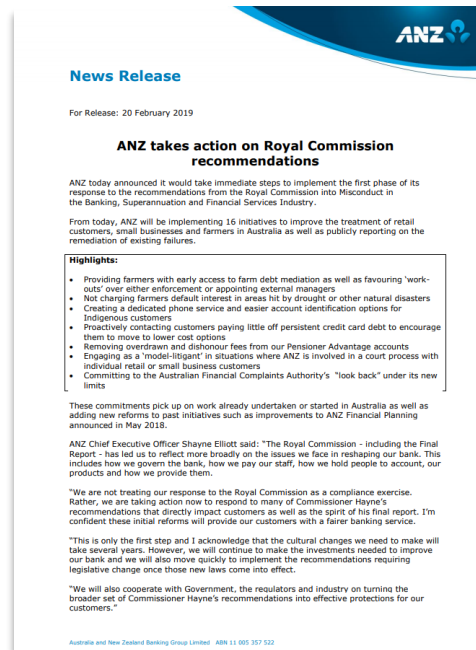 ANZ
News Release
For Release: 20 February 2019
ANZ takes action on Royal Commission
recommendations
ANZ today announced it would take immediate steps to implement the first phase of its
response to the recommendations from the Royal Commission into Misconduct in
the Banking, Superannuation and Financial Services Industry.
From today, ANZ will be implementing 16 initiatives to improve the treatment of retail
customers, small businesses and farmers in Australia as well as publicly reporting on the
remediation of existing failures.
Highlights:
• Providing farmers with early access to farm debt mediation as well as favouring ‘work-
outs’ over either enforcement or appointing external managers
• Not charging farmers default interest in areas hit by drought or other natural disasters
• Creating a dedicated phone service and easier account identification options for
Indigenous customers
• Proactively contacting customers paying little off persistent credit card debt to encourage
them to move to lower cost options
• Removing overdrawn and dishonour fees from our Pensioner Advantage accounts
• Engaging as a ‘model-litigant’ in situations where ANZ is involved in a court process with
individual retail or small business customers
• Committing to the Australian Financial Complaints Authority’s “look back” under its new
limits
These commitments pick up on work already undertaken or started in Australia as well as
adding new reforms to past initiatives such as improvements to ANZ Financial Planning
announced in May 2018.
ANZ Chief Executive Officer Shayne Elliott said: “The Royal Commission - including the Final
Report - has led us to reflect more broadly on the issues we face in reshaping our bank. This
includes how we govern the bank, how we pay our staff, how we hold people to account, our
products and how we provide them.
“We are not treating our response to the Royal Commission as a compliance exercise.
Rather, we are taking action now to respond to many of Commissioner Hayne’s
recommendations that directly impact customers as well as the spirit of his final report. I’m
confident these initial reforms will provide our customers with a fairer banking service.
“This is only the first step and I acknowledge that the cultural changes we need to make will
take several years. However, we will continue to make the investments needed to improve
our bank and we will also move quickly to implement the recommendations requiring
legislative change once those new laws come into effect.
“We will also cooperate with Government, the regulators and industry on turning the
broader set of Commissioner Hayne’s recommendations into effective protections for our
customers.”
Australia and New Zealand Banking Group Limited ABN 11 005 357 522